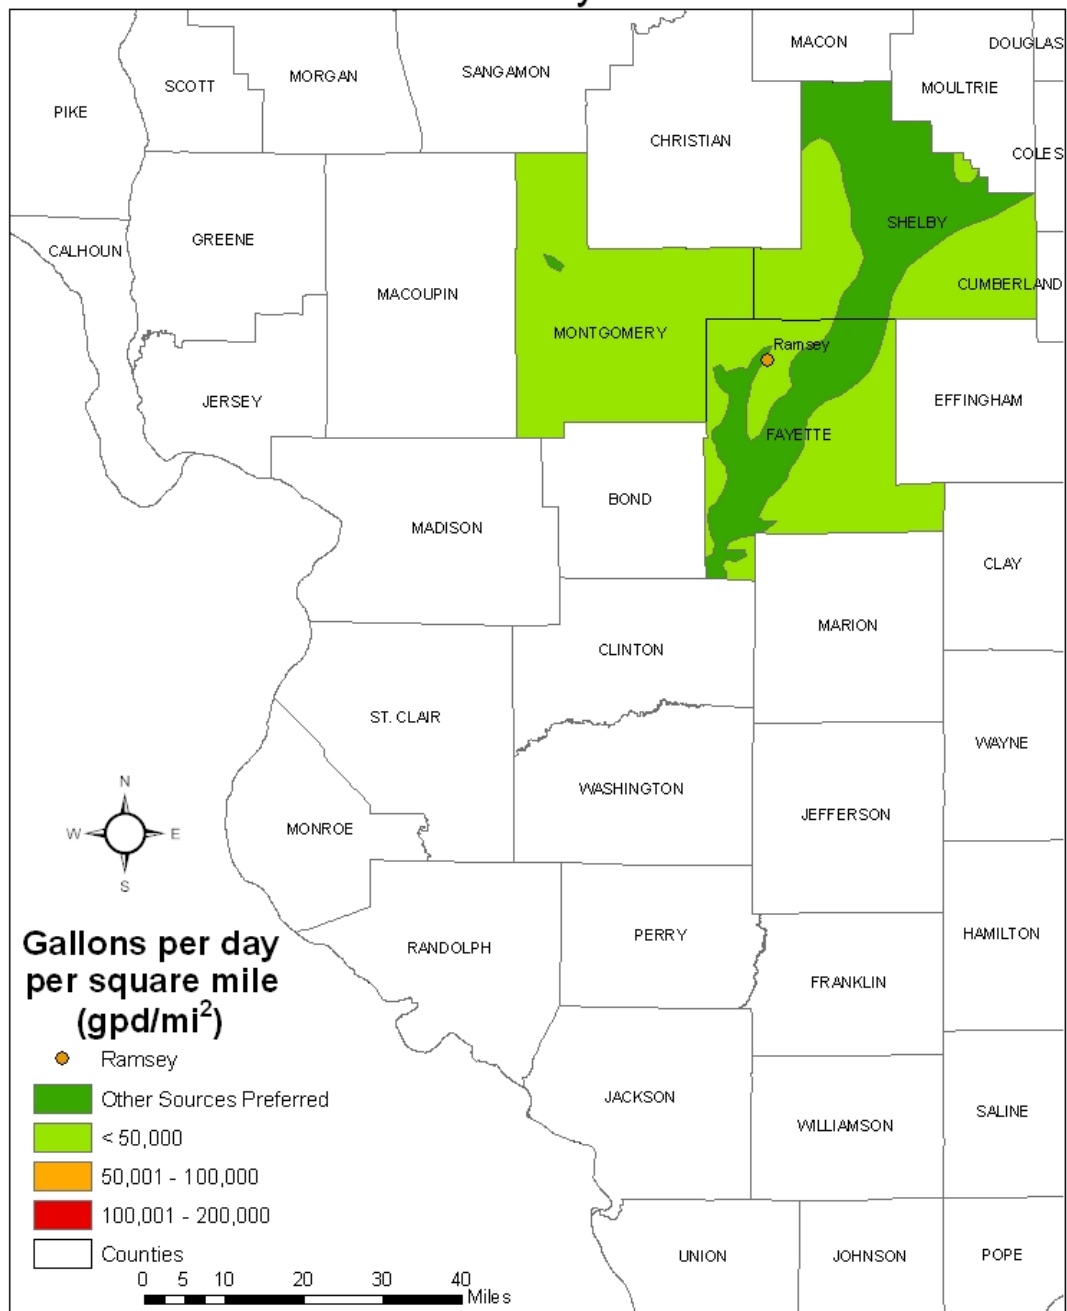 MACON
DOUGLAS
SCOTT
MORGAN
SANGAMON
MOULTRIE
PIKE
CHRISTIAN
COLES
SHELBY
CALHOUN
GREENE
MACOUPIN
CUMBERLAND
MONTGOMERY
Ramsey
JERSEY
EFFINGHAM
FAYETTE
BOND
MADISON
CLAY
MARION
CLINTON
ST. CLAIR
WAYNE
WASHINGTON
JEFFERSON
MONROE
N
W
E
S
HAMILTON
PERRY
RANDOLPH
FRANKLIN
JACKSON
WILLIAMSON
SALINE
UNION
JOHNSON
POPE
Gallons per day
per square mile
(gpd/mi²)
Ramsey
Other Sources Preferred
< 50,000
50,001 - 100,000
100,001 - 200,000
Counties
0 5 10 20 30 40
Miles